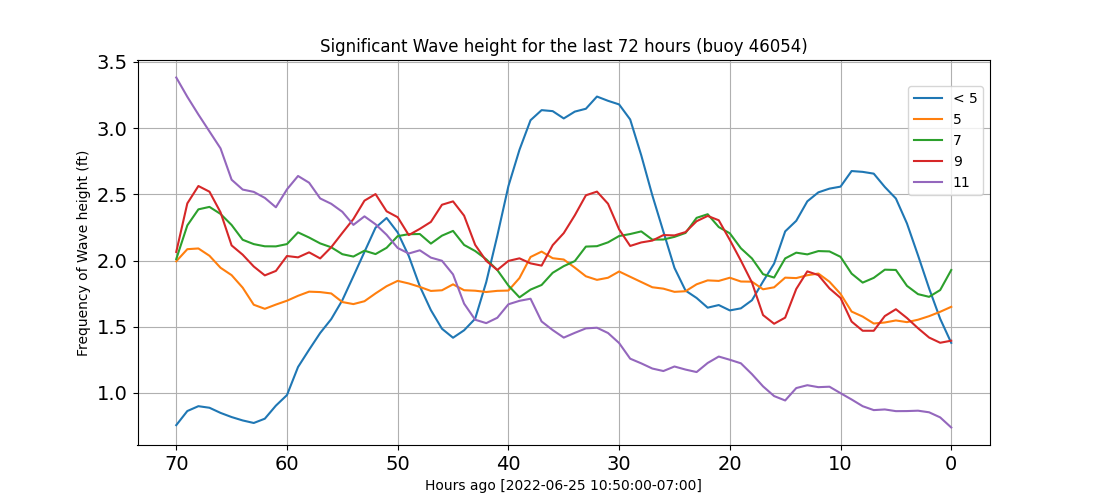 Significant Wave height for the last 72 hours (buoy 46054)
Frequency of Wave height (ft)
3.5
3.0
2.5
2.0
1.5
1.0
< 5
5
7
9
11
70 60 50 40 30 20 10 0
Hours ago [2022-06-25 10:50:00-07:00]